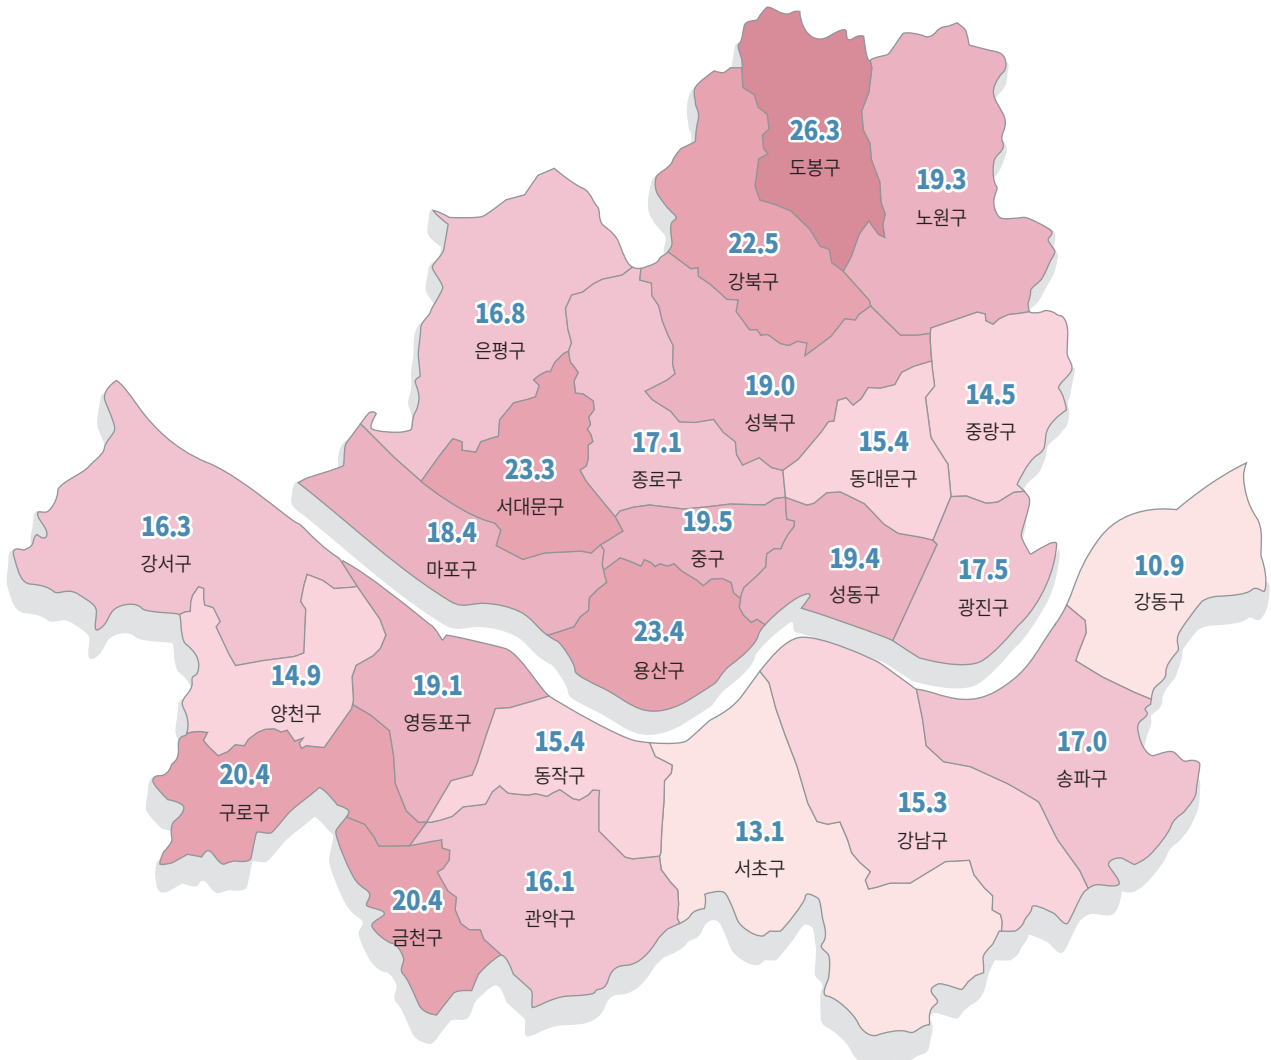 26.3
도봉구
19.3
노원구
22.5
강북구
16.8
은평구
19.0
성북구
14.5
중랑구
17.1
종로구
15.4
동대문구
23.3
서대문구
16.3
강서구
18.4
마포구
19.5
중구
19.4
성동구
17.5
광진구
10.9
강동구
23.4
용산구
14.9
양천구
19.1
영등포구
15.4
동작구
17.0
송파구
20.4
구로구
15.3
강남구
13.1
서초구
16.1
관악구
20.4
금천구